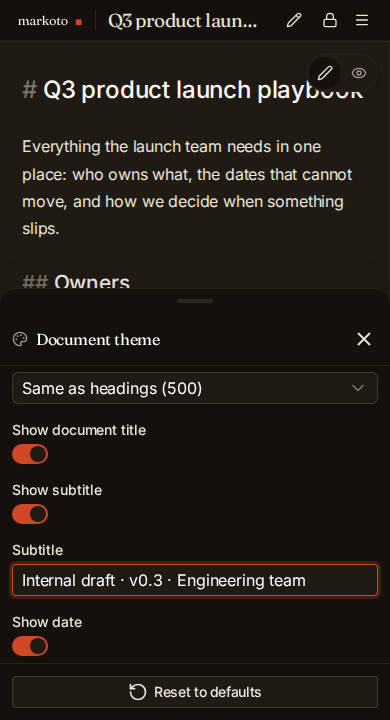 markoto
Q3 product laun...
# Q3 product launch playbook
Everything the launch team needs in one
place: who owns what, the dates that cannot
move, and how we decide when something
slips.
## Owners
Document theme
Same as headings (500)
Show document title
Show subtitle
Subtitle
Internal draft · v0.3 · Engineering team
Show date
Reset to defaults